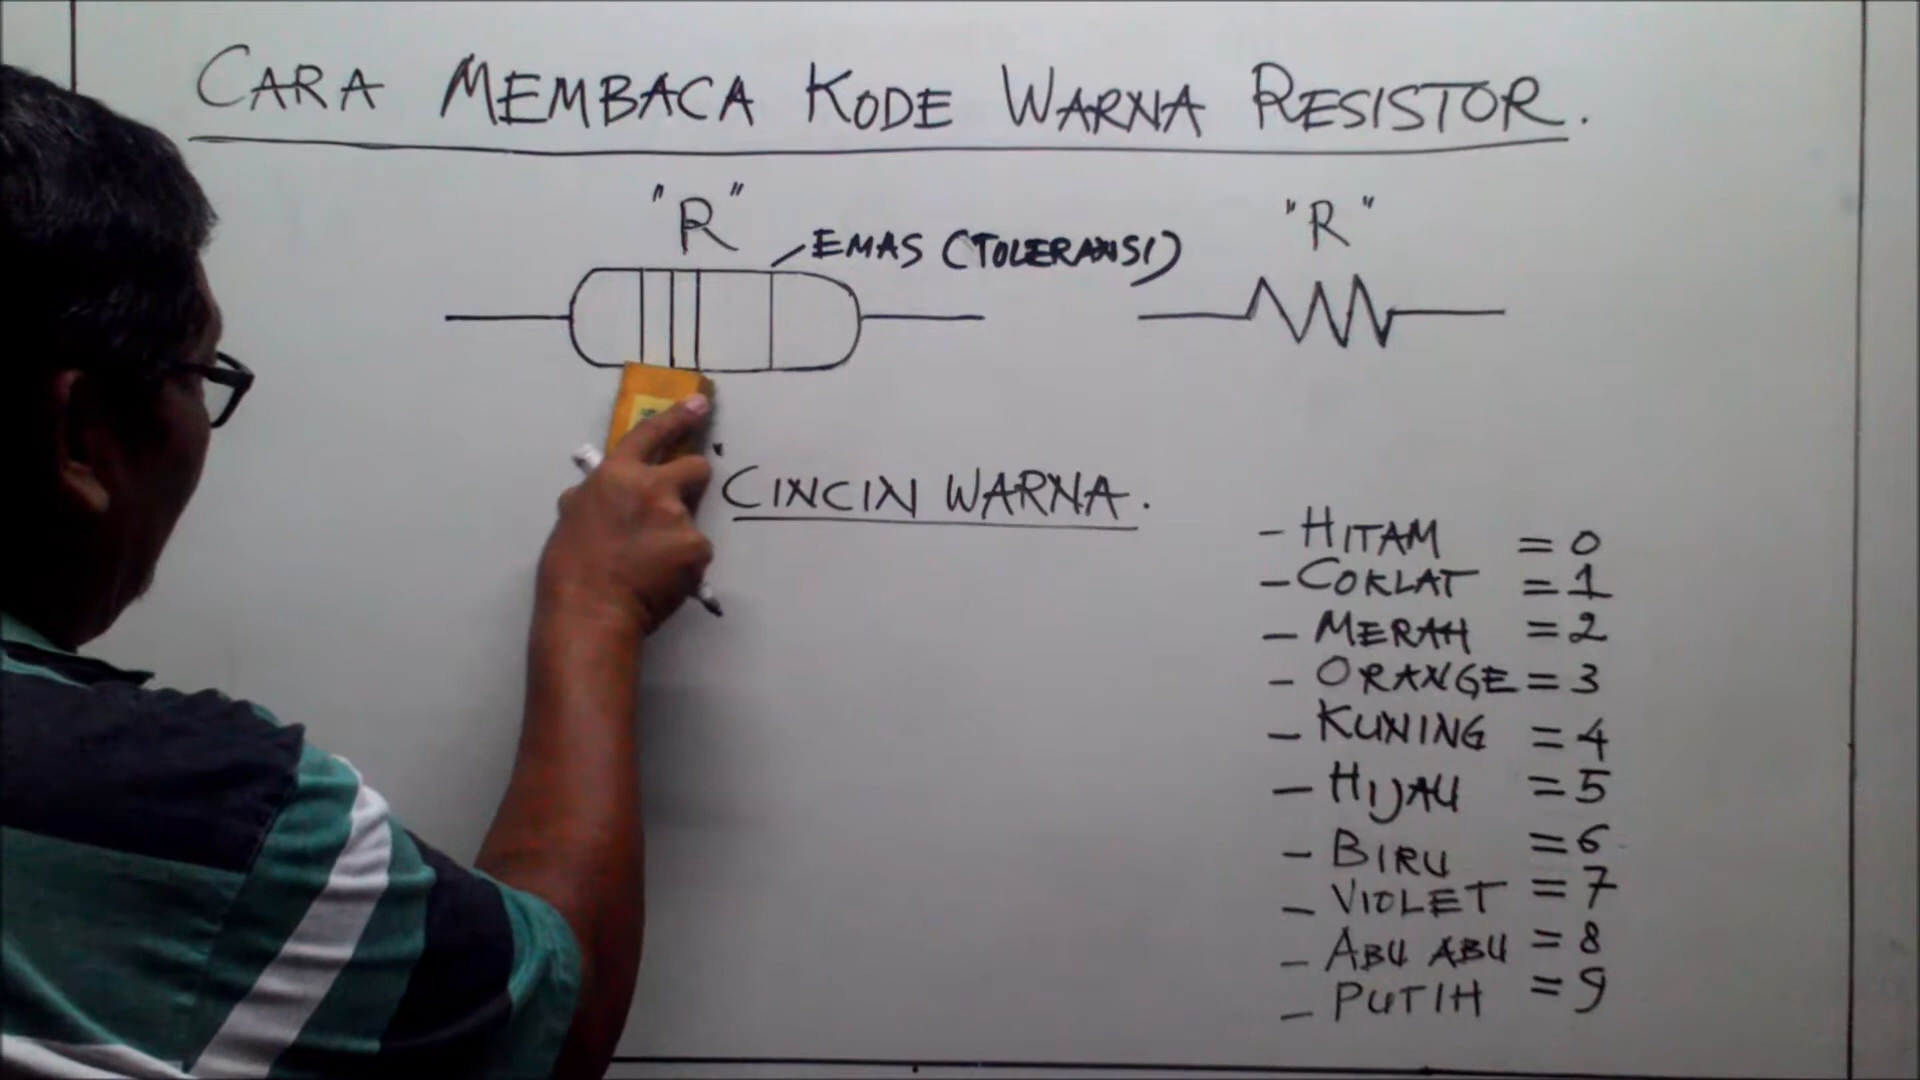 CARA MEMBACA KODE WARNA RESISTOR.
"R"
EMAS (TOLERANSI)
"R"
"CINCIN WARNA.
- HITAM = 0
- COKLAT = 1
- MERAH = 2
- ORANGE = 3
- KUNING = 4
- HIJAU = 5
- BIRU = 6
- VIOLET = 7
- ABU ABU = 8
- PUTIH = 9